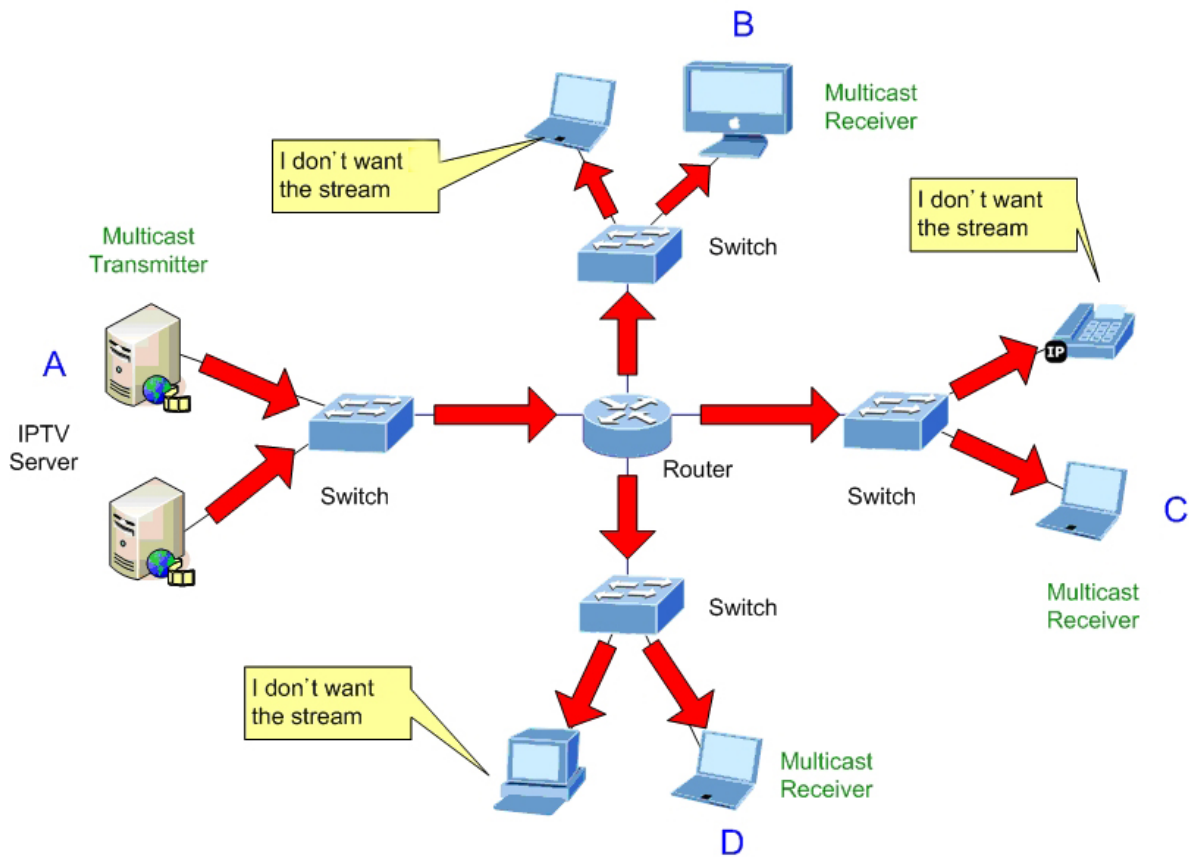 B
Multicast
Receiver
I don't want
the stream
I don't want
the stream
Switch
Multicast
Transmitter
A
IP
IPTV
Server
Router
Switch
Switch
C
Switch
Multicast
Receiver
I don't want
the stream
Multicast
Receiver
D